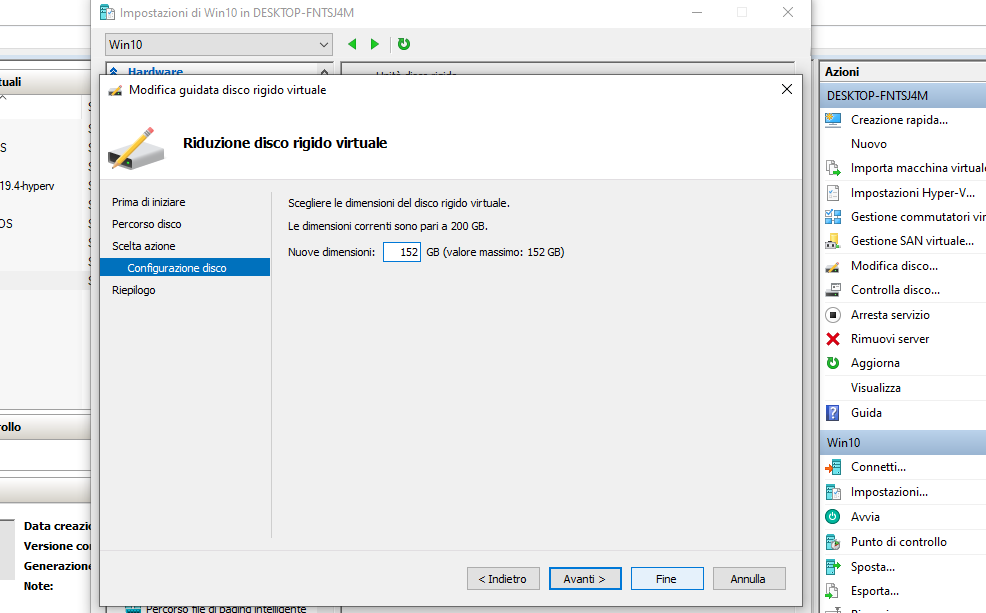 Impostazioni di Win10 in DESKTOP-FNTSJ4M
Win10
Hardware
Unità disco rigido
Modifica guidata disco rigido virtuale
Riduzione disco rigido virtuale
Prima di iniziare
Percorso disco
Scelta azione
Configurazione disco
Riepilogo
Scegliere le dimensioni del disco rigido virtuale.
Le dimensioni correnti sono pari a 200 GB.
Nuove dimensioni: 152 GB (valore massimo: 152 GB)
< Indietro
Avanti >
Fine
Annulla
Percorso file di paging intelligente
tuali
S
19.4-hyperv
OS
ollo
Data creazi
Versione co
Generazione
Note:
Azioni
DESKTOP-FNTSJ4M
Creazione rapida...
Nuovo
Importa macchina virtuale
Impostazioni Hyper-V...
Gestione commutatori vir
Gestione SAN virtuale...
Modifica disco...
Controlla disco...
Arresta servizio
Rimuovi server
Aggiorna
Visualizza
Guida
Win10
Connetti...
Impostazioni...
Avvia
Punto di controllo
Sposta...
Esporta...